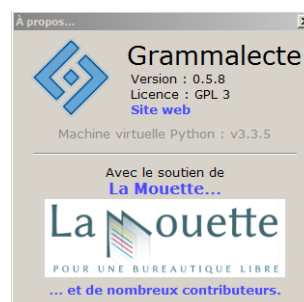 À propos...
Grammalecte
Version : 0.5.8
Licence : GPL 3
Site web
Machine virtuelle Python : v3.3.5
Avec le soutien de
La Mouette...
La Mouette
POUR UNE BUREAUTIQUE LIBRE
... et de nombreux contributeurs.